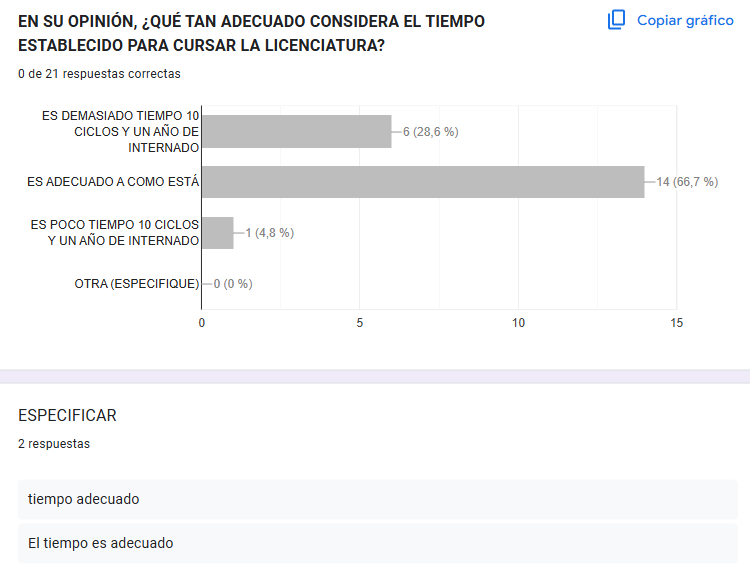 EN SU OPINIÓN, ¿QUÉ TAN ADECUADO CONSIDERA EL TIEMPO
ESTABLECIDO PARA CURSAR LA LICENCIATURA?
Copiar gráfico
0 de 21 respuestas correctas
ES DEMASIADO TIEMPO 10
CICLOS Y UN AÑO DE
INTERNADO
6 (28,6 %)
ES ADECUADO A COMO ESTÁ
14 (66,7 %)
ES POCO TIEMPO 10 CICLOS
Y UN AÑO DE INTERNADO
1 (4,8 %)
OTRA (ESPECIFIQUE)
0 (0 %)
0 5 10 15
ESPECIFICAR
2 respuestas
tiempo adecuado
El tiempo es adecuado